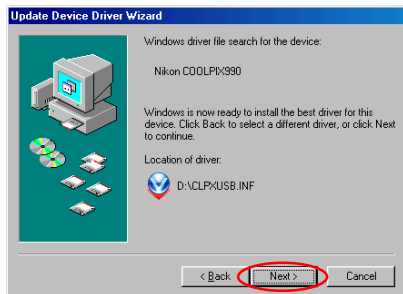 Update Device Driver Wizard
Windows driver file search for the device:
Nikon COOLPIX990
Windows is now ready to install the best driver for this
device. Click Back to select a different driver, or click Next
to continue.
Location of driver:
D:\CLPXUSB.INF
< Back
Next >
Cancel